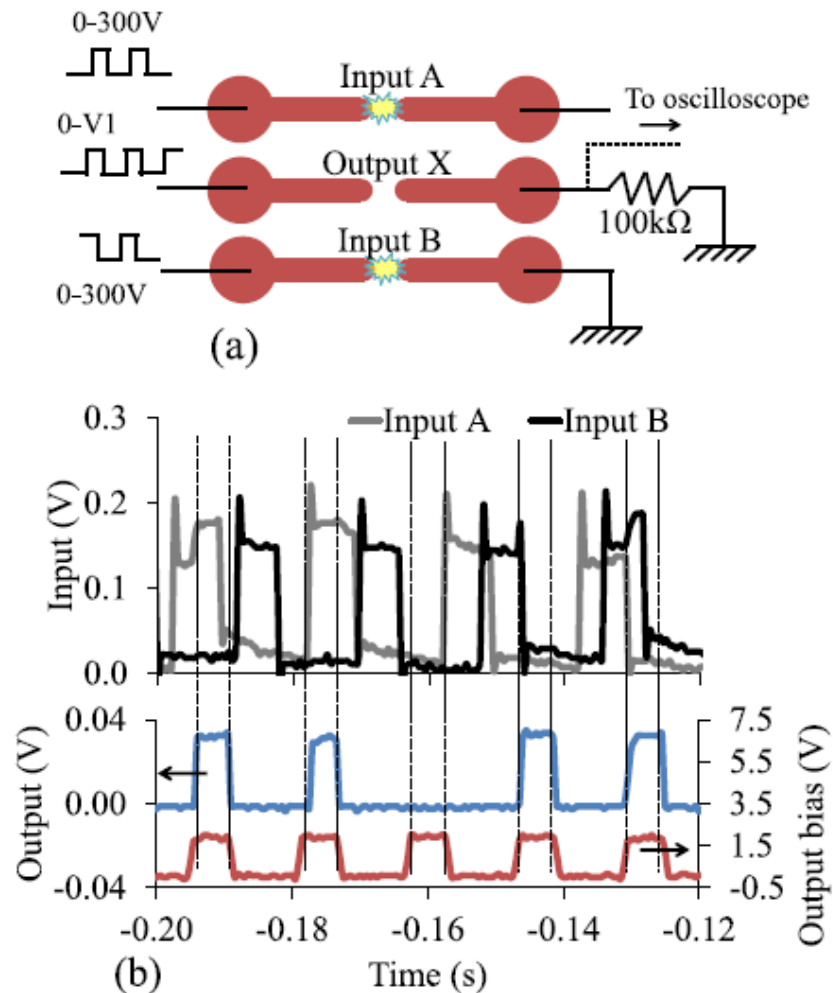 0-300V
Input A
To oscilloscope
0-V1
Output X
100kΩ
Input B
0-300V
(a)
0.3
Input A
Input B
0.2
0.1
0.0
Input (V)
0.04
0.00
-0.04
Output (V)
7.5
5.5
3.5
1.5
-0.5
Output bias (V)
-0.20 -0.18 -0.16 -0.14 -0.12
(b)
Time (s)